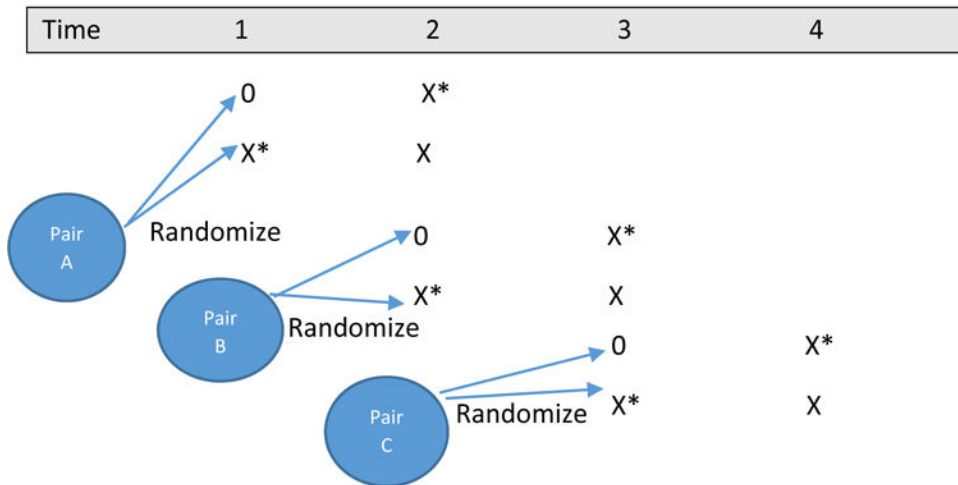 Time 1 2 3 4
0 X*
X* X
Pair
A
Randomize
0 X*
X* X
Pair
B
Randomize
0 X*
X* X
Pair
C
Randomize